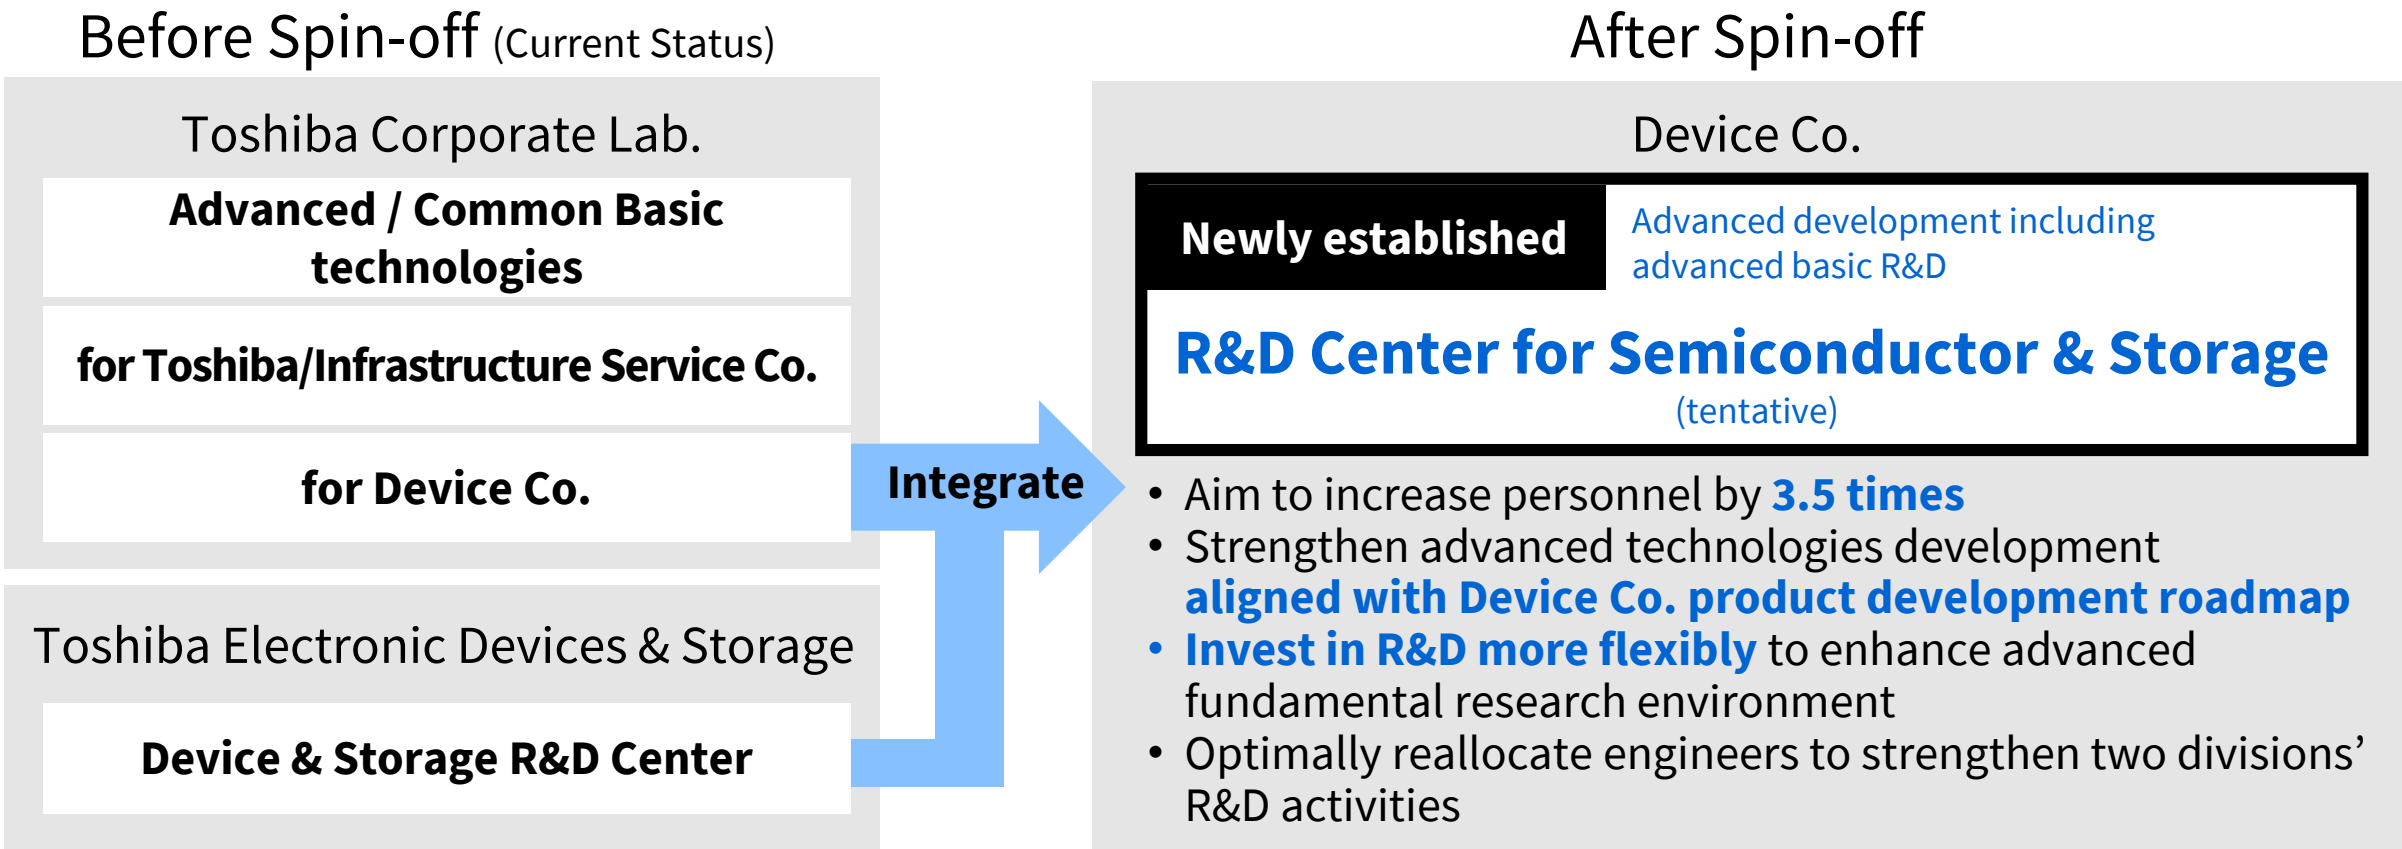 Before Spin-off (Current Status)
Toshiba Corporate Lab.
Advanced / Common Basic
technologies
for Toshiba/Infrastructure Service Co.
for Device Co.
Toshiba Electronic Devices & Storage
Device & Storage R&D Center
Integrate
After Spin-off
Device Co.
Newly established
Advanced development including
advanced basic R&D
R&D Center for Semiconductor & Storage
(tentative)
• Aim to increase personnel by 3.5 times
• Strengthen advanced technologies development
aligned with Device Co. product development roadmap
• Invest in R&D more flexibly to enhance advanced
fundamental research environment
• Optimally reallocate engineers to strengthen two divisions’
R&D activities